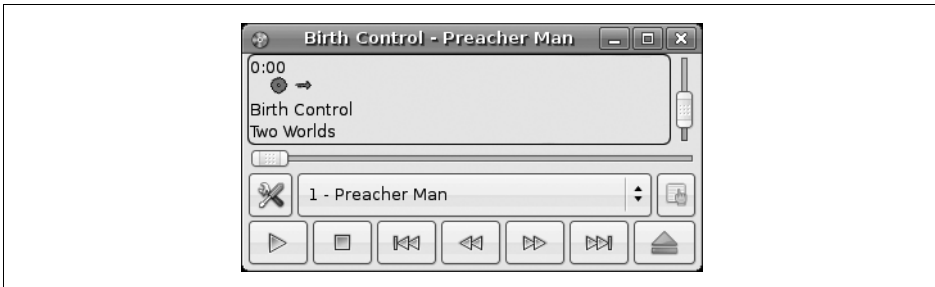 Birth Control - Preacher Man
0:00
Birth Control
Two Worlds
1 - Preacher Man